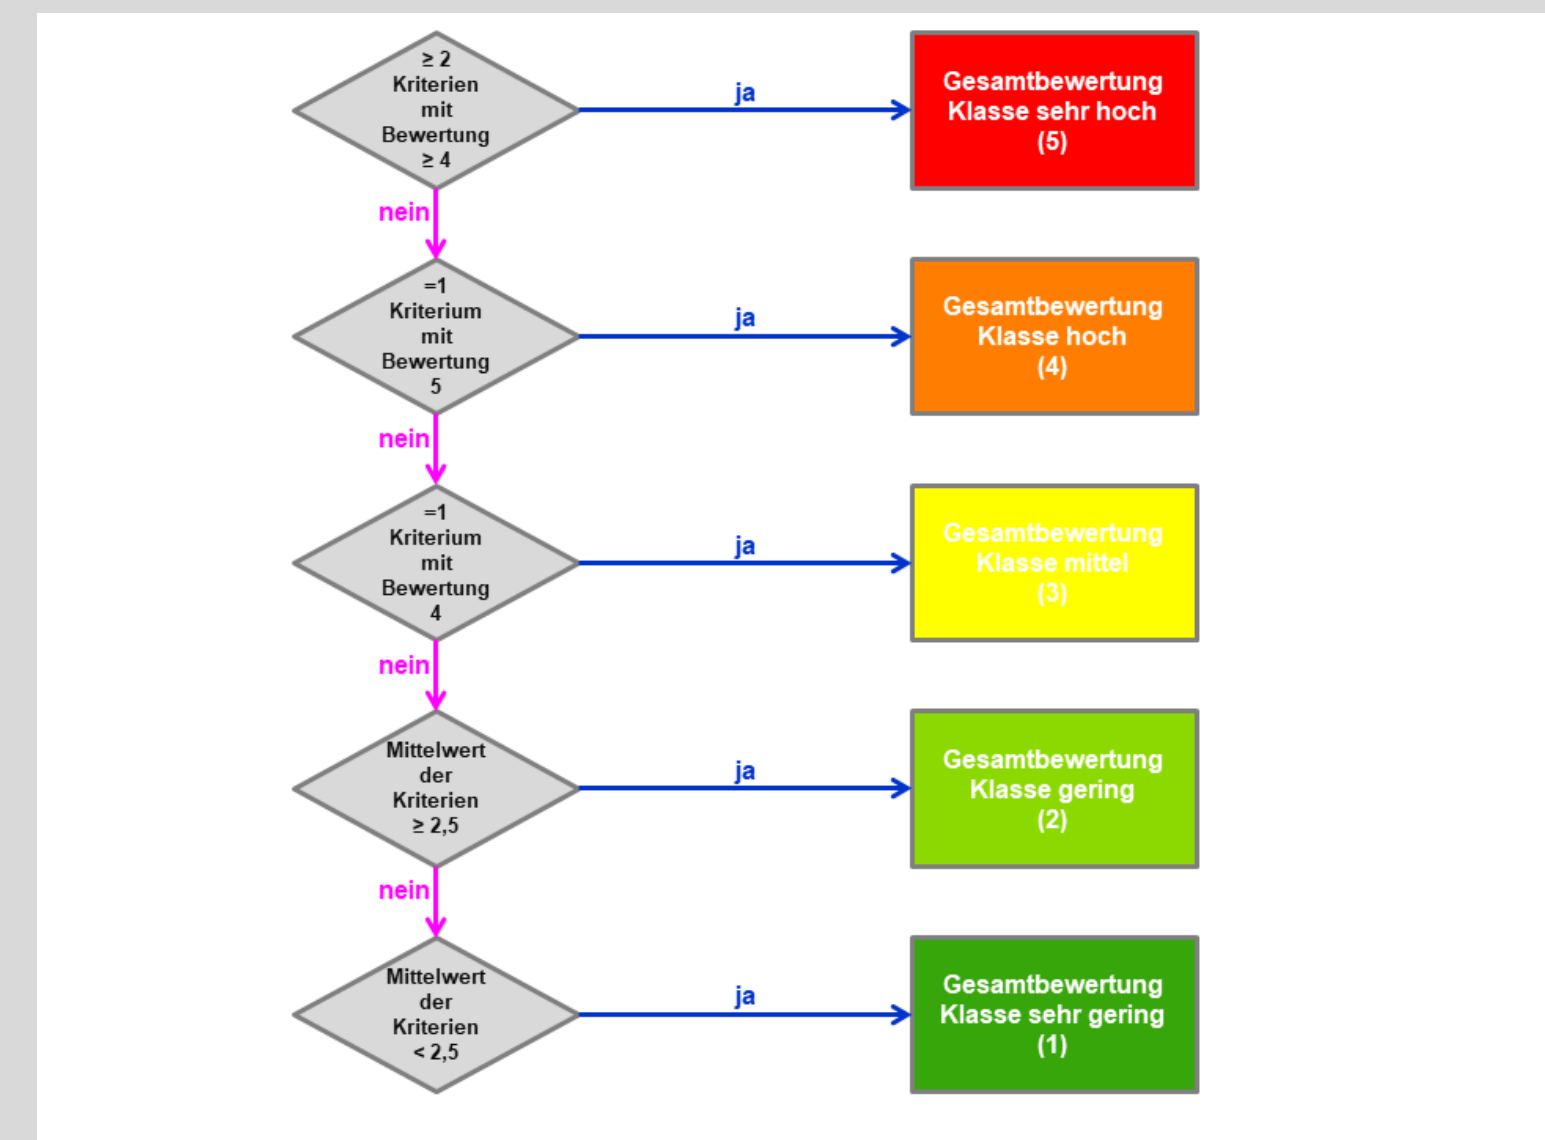 ≥ 2
Kriterien
mit
Bewertung
≥ 4
ja
Gesamtbewertung
Klasse sehr hoch
(5)
nein
=1
Kriterium
mit
Bewertung
5
ja
Gesamtbewertung
Klasse hoch
(4)
nein
=1
Kriterium
mit
Bewertung
4
ja
Gesamtbewertung
Klasse mittel
(3)
nein
Mittelwert
der
Kriterien
≥ 2,5
ja
Gesamtbewertung
Klasse gering
(2)
nein
Mittelwert
der
Kriterien
< 2,5
ja
Gesamtbewertung
Klasse sehr gering
(1)